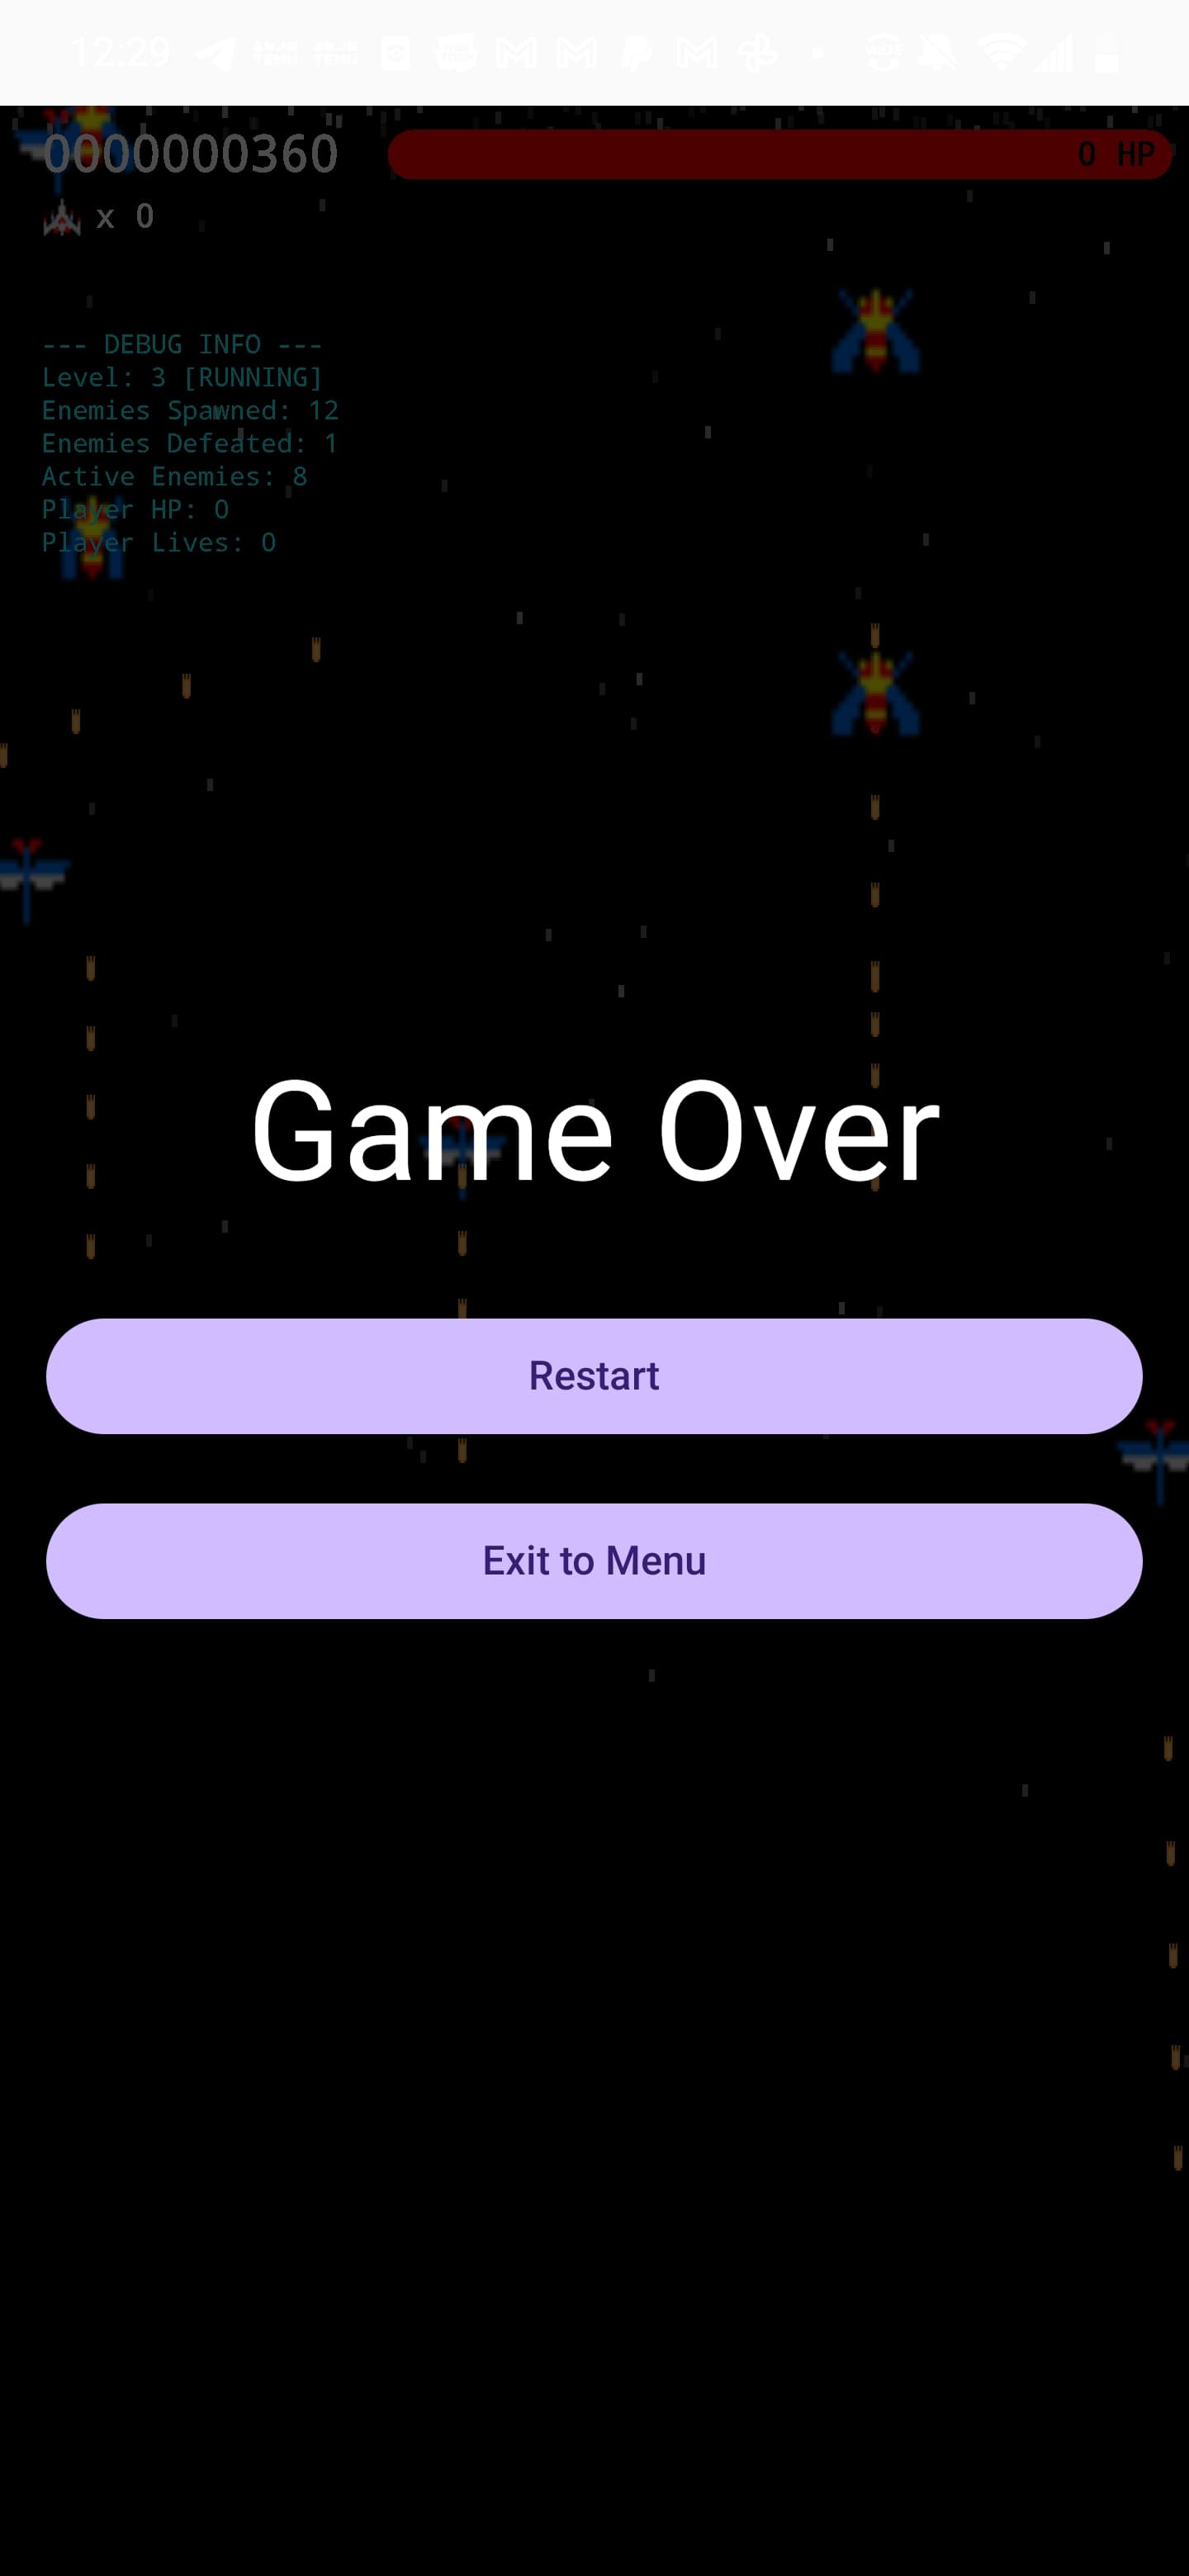 12:29
0000000360
0 HP
x 0
--- DEBUG INFO ---
Level: 3 [RUNNING]
Enemies Spawned: 12
Enemies Defeated: 1
Active Enemies: 8
Player HP: 0
Player Lives: 0
Game Over
Restart
Exit to Menu